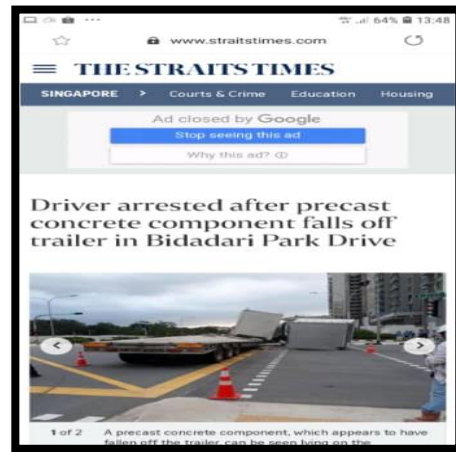 64% 13:48
www.straitstimes.com
THE STRAITS TIMES
SINGAPORE > Courts & Crime Education Housing
Ad closed by Google
Stop seeing this ad
Why this ad?
Driver arrested after precast
concrete component falls off
trailer in Bidadari Park Drive
1 of 2 A precast concrete component, which appears to have
fallen off the trailer, can be seen lying on the